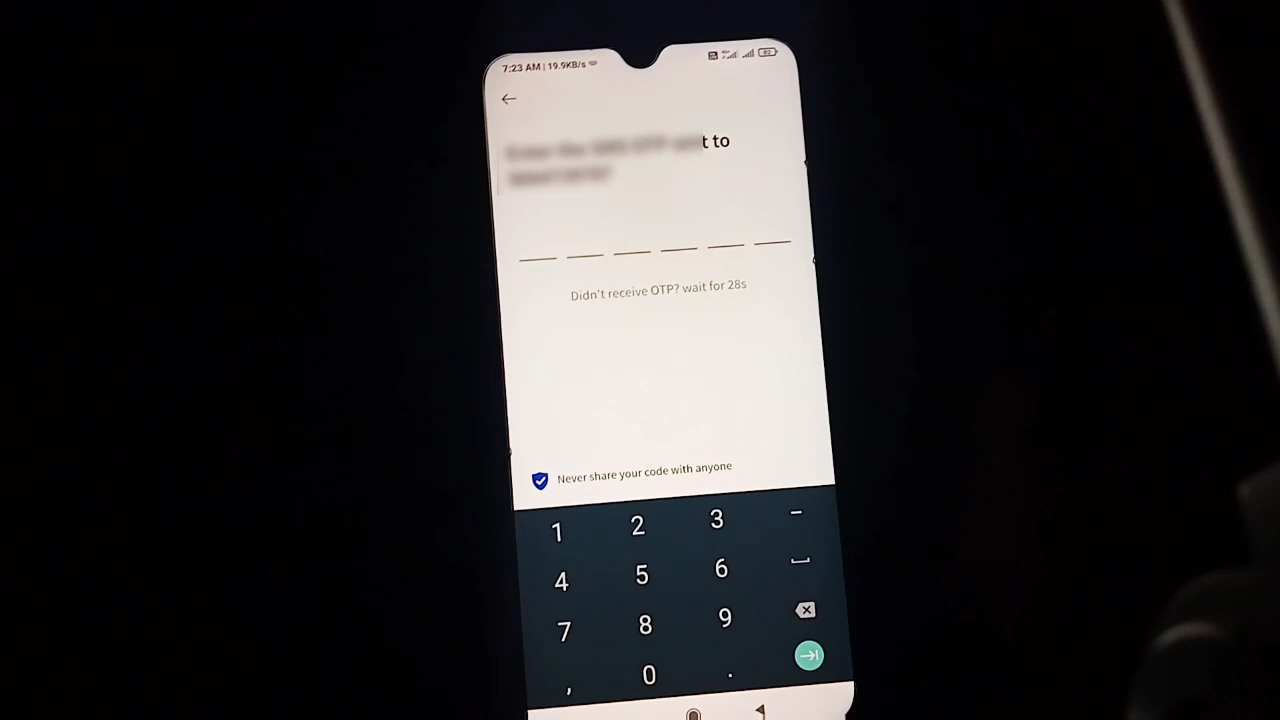 7:23 AM | 19.9KB/s
92
t to
Didn't receive OTP? wait for 28s
Never share your code with anyone
1 2 3 –
4 5 6
7 8 9
, 0 .